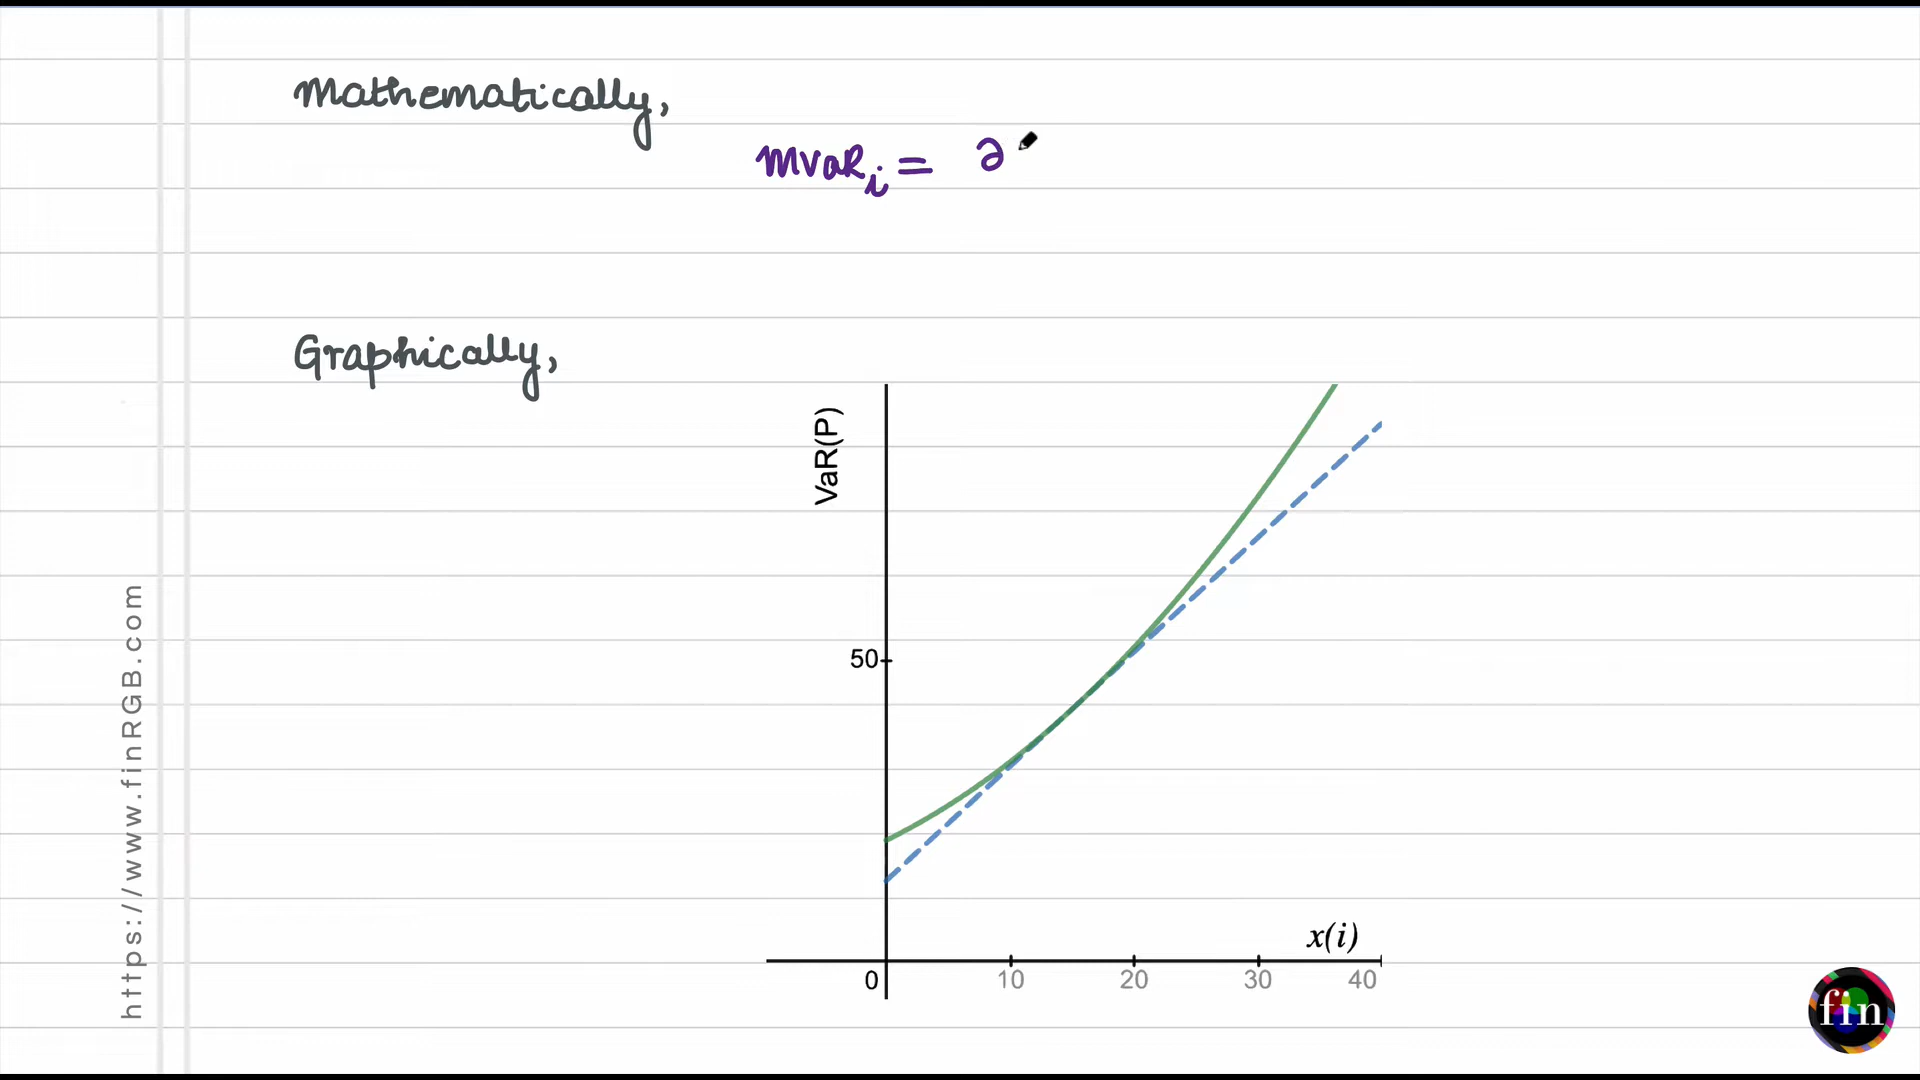 Mathematically,
MVaR_i = ∂
Graphically,
VaR(P)
50
x(i)
0 10 20 30 40
https://www.finRGB.com
fin